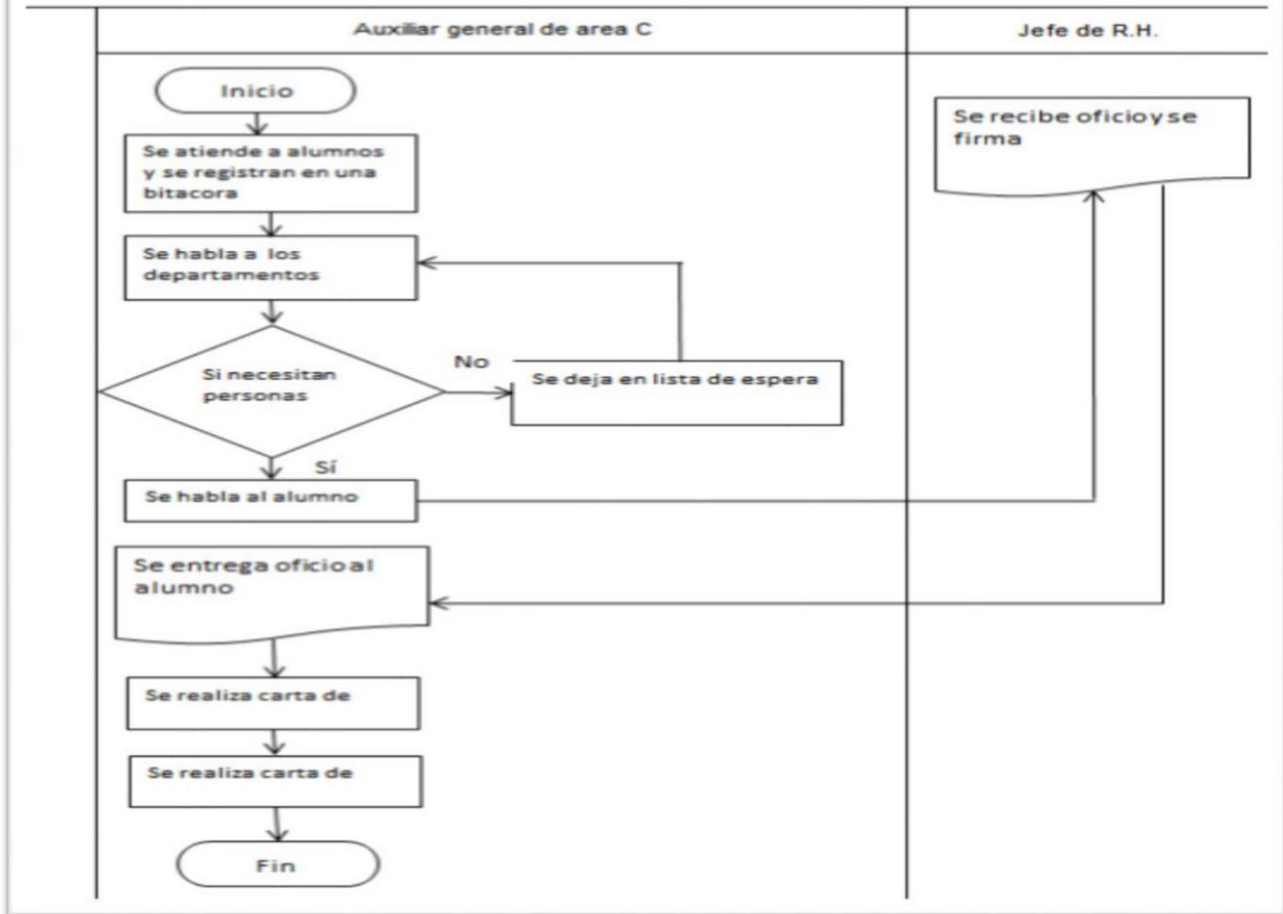 Auxiliar general de area C
Jefe de R.H.
Inicio
Se atiende a alumnos
y se registran en una
bitacora
Se habla a los
departamentos
Si necesitan
personas
No
Se deja en lista de espera
Sí
Se habla al alumno
Se recibe oficio y se
firma
Se entrega oficio al
alumno
Se realiza carta de
Se realiza carta de
Fin